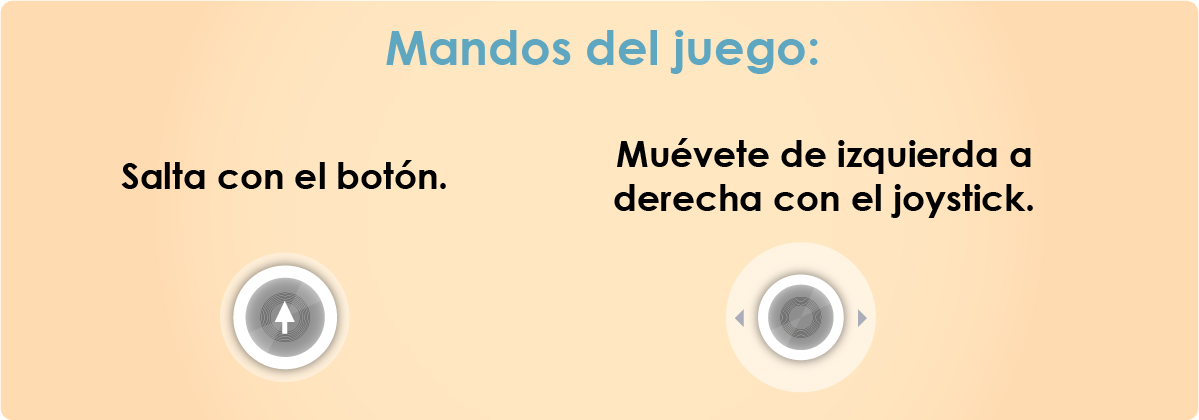 Mandos del juego:
Salta con el botón.
Muévete de izquierda a
derecha con el joystick.